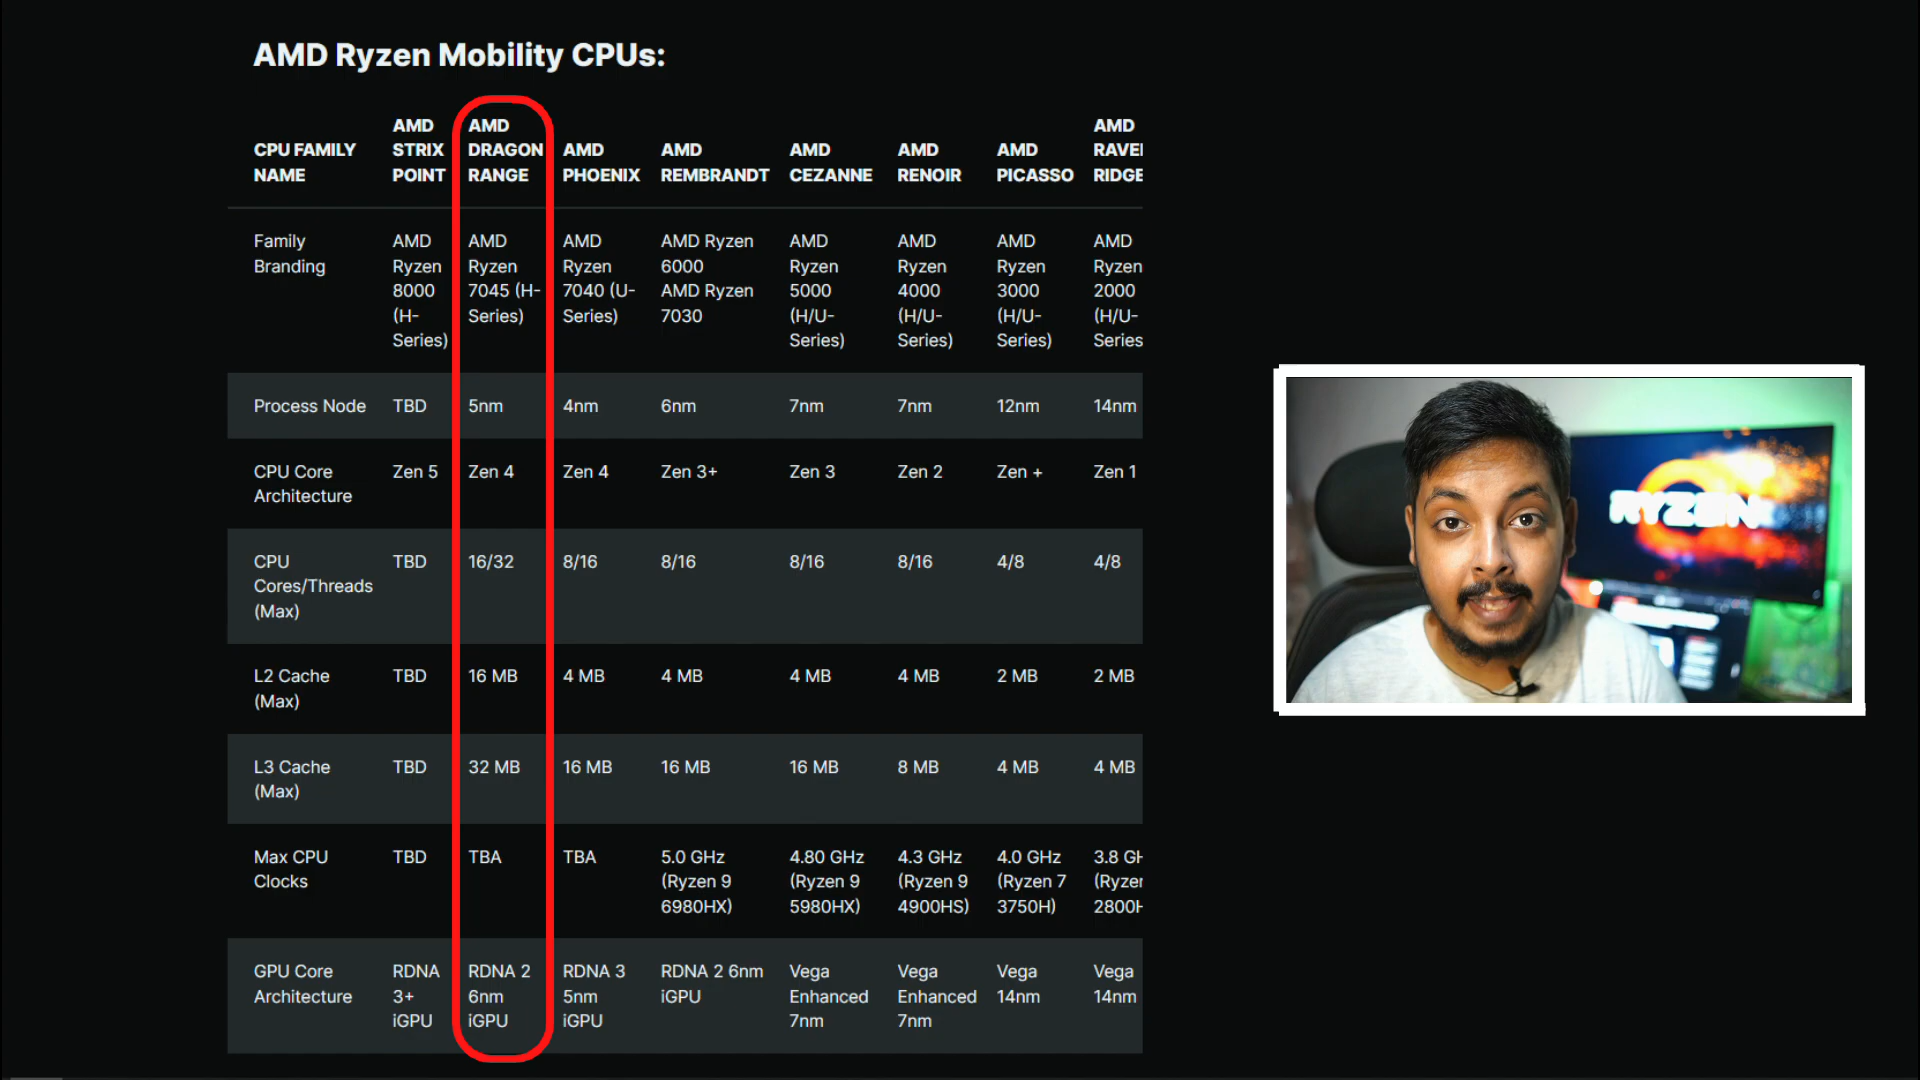 AMD Ryzen Mobility CPUs:
CPU FAMILY NAME | AMD STRIX POINT | AMD DRAGON RANGE | AMD PHOENIX | AMD REMBRANDT | AMD CEZANNE | AMD RENOIR | AMD PICASSO | AMD RAVEN RIDGE
Family Branding | AMD Ryzen 8000 (H-Series) | AMD Ryzen 7045 (H-Series) | AMD Ryzen 7040 (U-Series) | AMD Ryzen 6000 AMD Ryzen 7030 | AMD Ryzen 5000 (H/U-Series) | AMD Ryzen 4000 (H/U-Series) | AMD Ryzen 3000 (H/U-Series) | AMD Ryzen 2000 (H/U-Series
Process Node | TBD | 5nm | 4nm | 6nm | 7nm | 7nm | 12nm | 14nm
CPU Core Architecture | Zen 5 | Zen 4 | Zen 4 | Zen 3+ | Zen 3 | Zen 2 | Zen + | Zen 1
CPU Cores/Threads (Max) | TBD | 16/32 | 8/16 | 8/16 | 8/16 | 8/16 | 4/8 | 4/8
L2 Cache (Max) | TBD | 16 MB | 4 MB | 4 MB | 4 MB | 4 MB | 2 MB | 2 MB
L3 Cache (Max) | TBD | 32 MB | 16 MB | 16 MB | 16 MB | 8 MB | 4 MB | 4 MB
Max CPU Clocks | TBD | TBA | TBA | 5.0 GHz (Ryzen 9 6980HX) | 4.80 GHz (Ryzen 9 5980HX) | 4.3 GHz (Ryzen 9 4900HS) | 4.0 GHz (Ryzen 7 3750H) | 3.8 GH (Ryzen 2800H
GPU Core Architecture | RDNA 3+ iGPU | RDNA 2 6nm iGPU | RDNA 3 5nm iGPU | RDNA 2 6nm iGPU | Vega Enhanced 7nm | Vega Enhanced 7nm | Vega 14nm | Vega 14nm
RYZEN